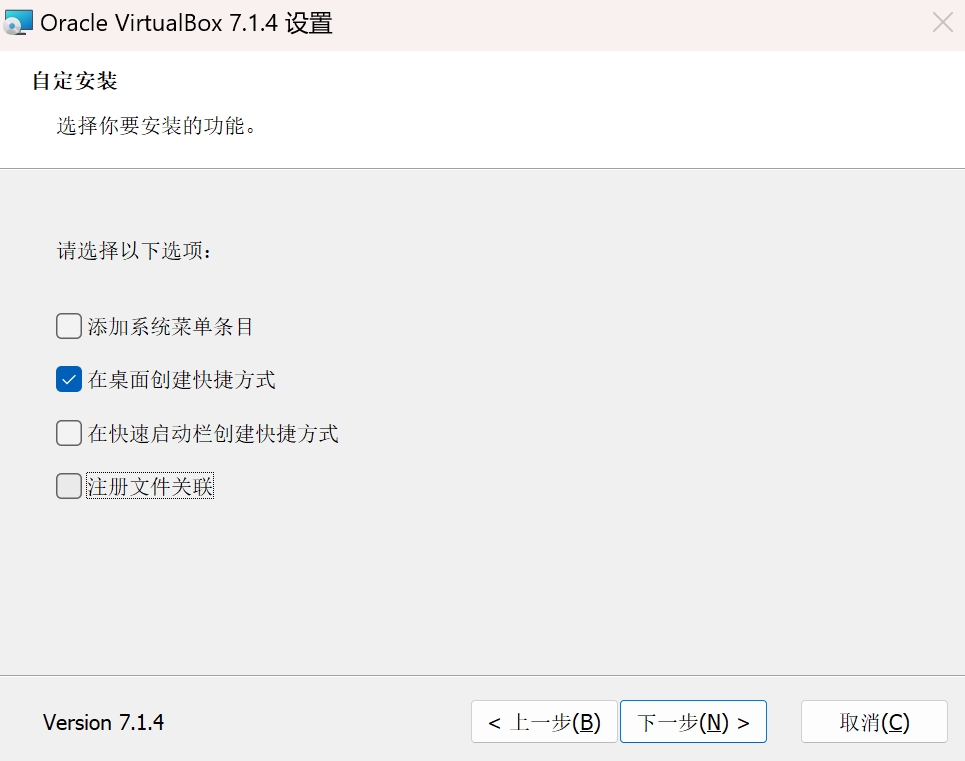 Oracle VirtualBox 7.1.4 设置
自定安装
选择你要安装的功能。
请选择以下选项:
添加系统菜单条目
在桌面创建快捷方式
在快速启动栏创建快捷方式
注册文件关联
Version 7.1.4
< 上一步(B)
下一步(N) >
取消(C)